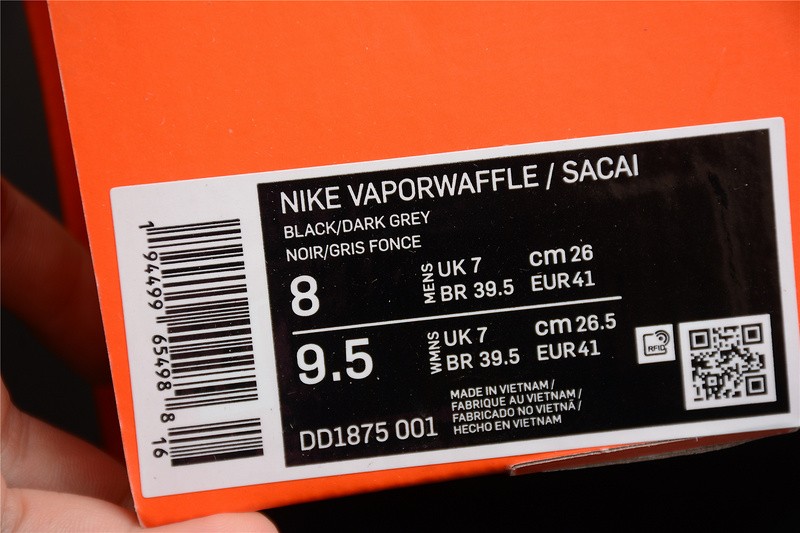 NIKE VAPORWAFFLE / SACAI
BLACK/DARK GREY
NOIR/GRIS FONCE
8
MENS
UK 7
BR 39.5
cm 26
EUR 41
9.5
WMNS
UK 7
BR 39.5
cm 26.5
EUR 41
RFID
DD1875 001
MADE IN VIETNAM /
FABRIQUE AU VIETNAM /
FABRICADO NO VIETNÃ /
HECHO EN VIETNAM
1 94499 65498 8 16